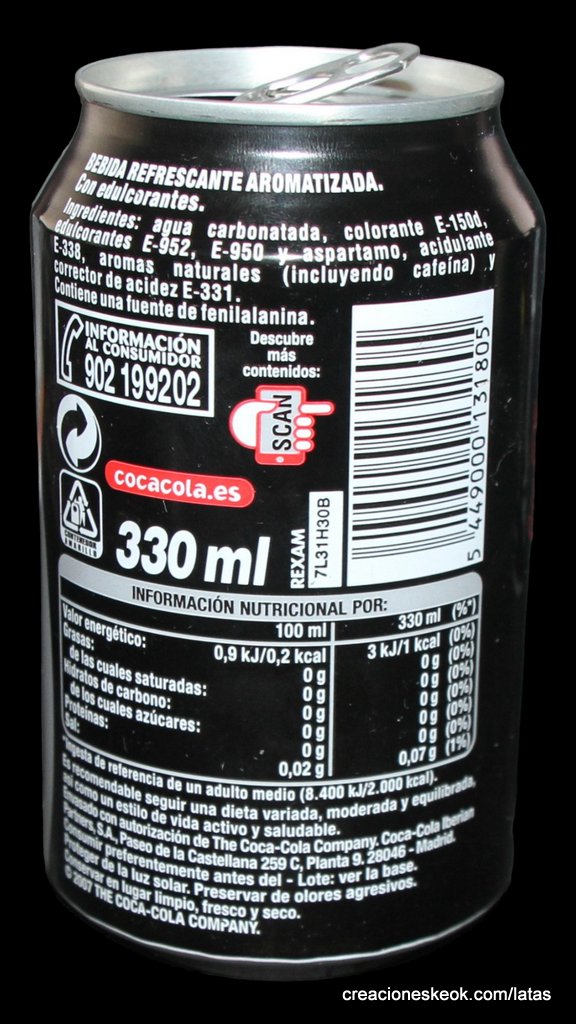 BEBIDA REFRESCANTE AROMATIZADA.
Con edulcorantes.
Ingredientes: agua carbonatada, colorante E-150d,
edulcorantes E-952, E-950 y aspartamo, acidulante
E-338, aromas naturales (incluyendo cafeína) y
corrector de acidez E-331.
Contiene una fuente de fenilalanina.
INFORMACIÓN
AL CONSUMIDOR
902 199202
Descubre
más
contenidos:
SCAN
5 449000 131805
cocacola.es
CONTENEDOR
AMARILLO
330 ml
REXAM
7L31H30B
INFORMACIÓN NUTRICIONAL POR:
100 ml 330 ml (%*)
Valor energético: 0,9 kJ/0,2 kcal 3 kJ/1 kcal (0%)
Grasas: 0 g 0 g (0%)
de las cuales saturadas: 0 g 0 g (0%)
Hidratos de carbono: 0 g 0 g (0%)
de los cuales azúcares: 0 g 0 g (0%)
Proteínas: 0 g 0 g (0%)
Sal: 0,02 g 0,07 g (1%)
*Ingesta de referencia de un adulto medio (8.400 kJ/2.000 kcal).
Es recomendable seguir una dieta variada, moderada y equilibrada,
así como un estilo de vida activo y saludable.
Envasado con autorización de The Coca-Cola Company. Coca-Cola Iberian
Partners, S.A., Paseo de la Castellana 259 C, Planta 9. 28046 - Madrid.
Consumir preferentemente antes del - Lote: ver la base.
Proteger de la luz solar. Preservar de olores agresivos.
Conservar en lugar limpio, fresco y seco.
© 2007 THE COCA-COLA COMPANY.
creacioneskeok.com/latas